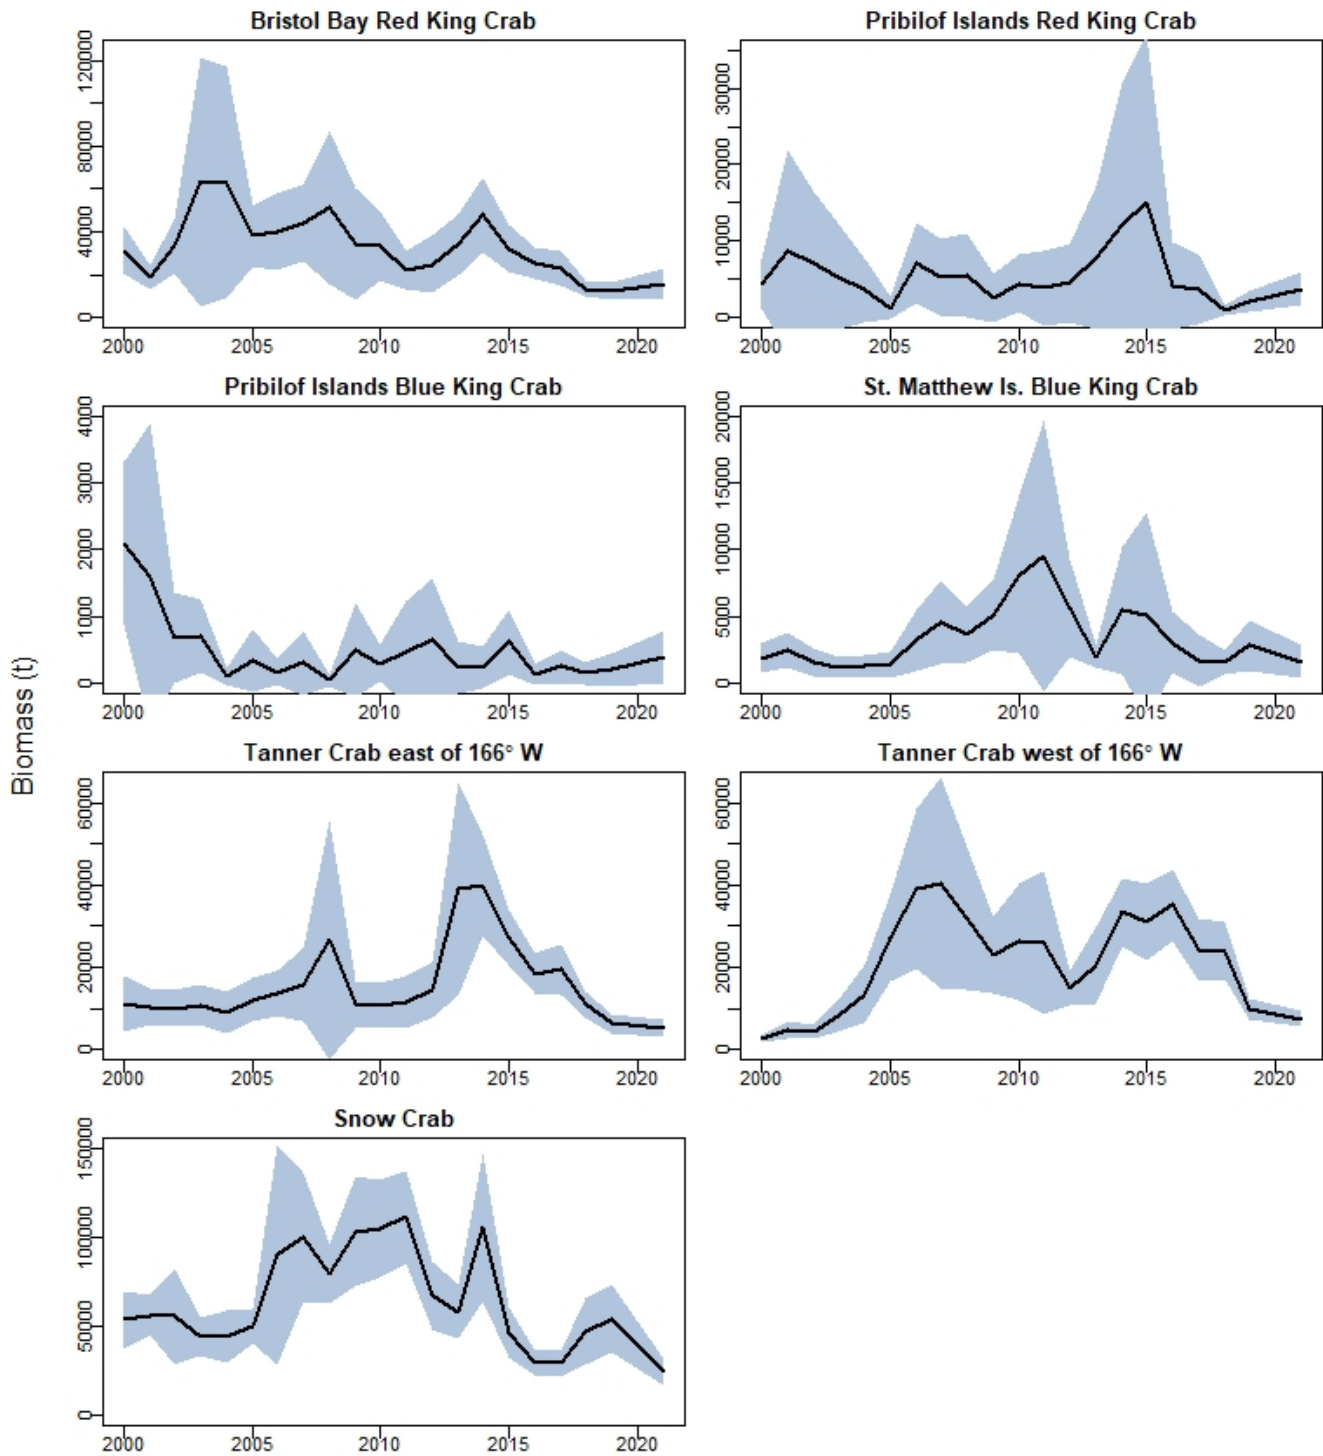 Biomass (t)
Bristol Bay Red King Crab
120000
80000
40000
0
2000 2005 2010 2015 2020
Pribilof Islands Red King Crab
30000
20000
10000
0
2000 2005 2010 2015 2020
Pribilof Islands Blue King Crab
4000
3000
2000
1000
0
2000 2005 2010 2015 2020
St. Matthew Is. Blue King Crab
20000
15000
10000
5000
0
2000 2005 2010 2015 2020
Tanner Crab east of 166° W
60000
40000
20000
0
2000 2005 2010 2015 2020
Tanner Crab west of 166° W
60000
40000
20000
0
2000 2005 2010 2015 2020
Snow Crab
150000
100000
50000
0
2000 2005 2010 2015 2020